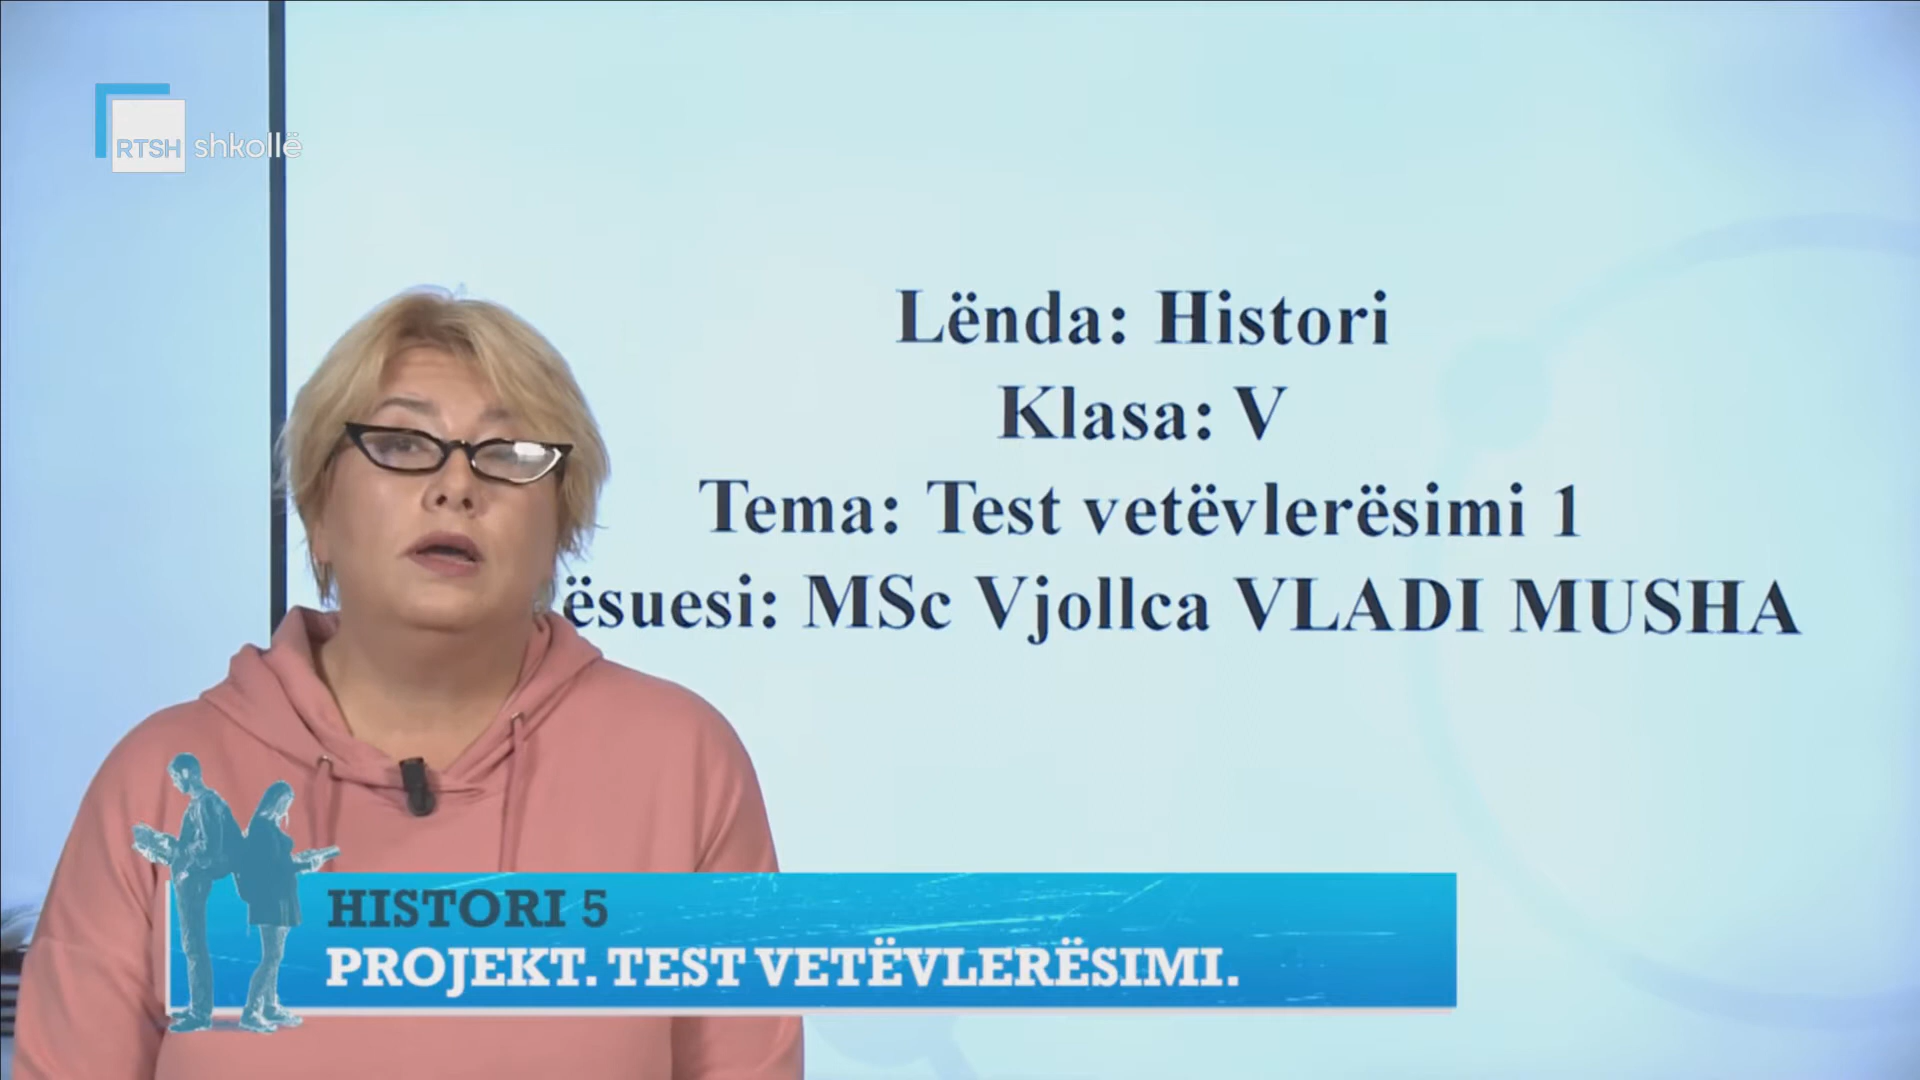 RTSH shkollë
Lënda: Histori
Klasa: V
Tema: Test vetëvlerësimi 1
ësuesi: MSc Vjollca VLADI MUSHA
HISTORI 5
PROJEKT. TEST VETËVLERËSIMI.